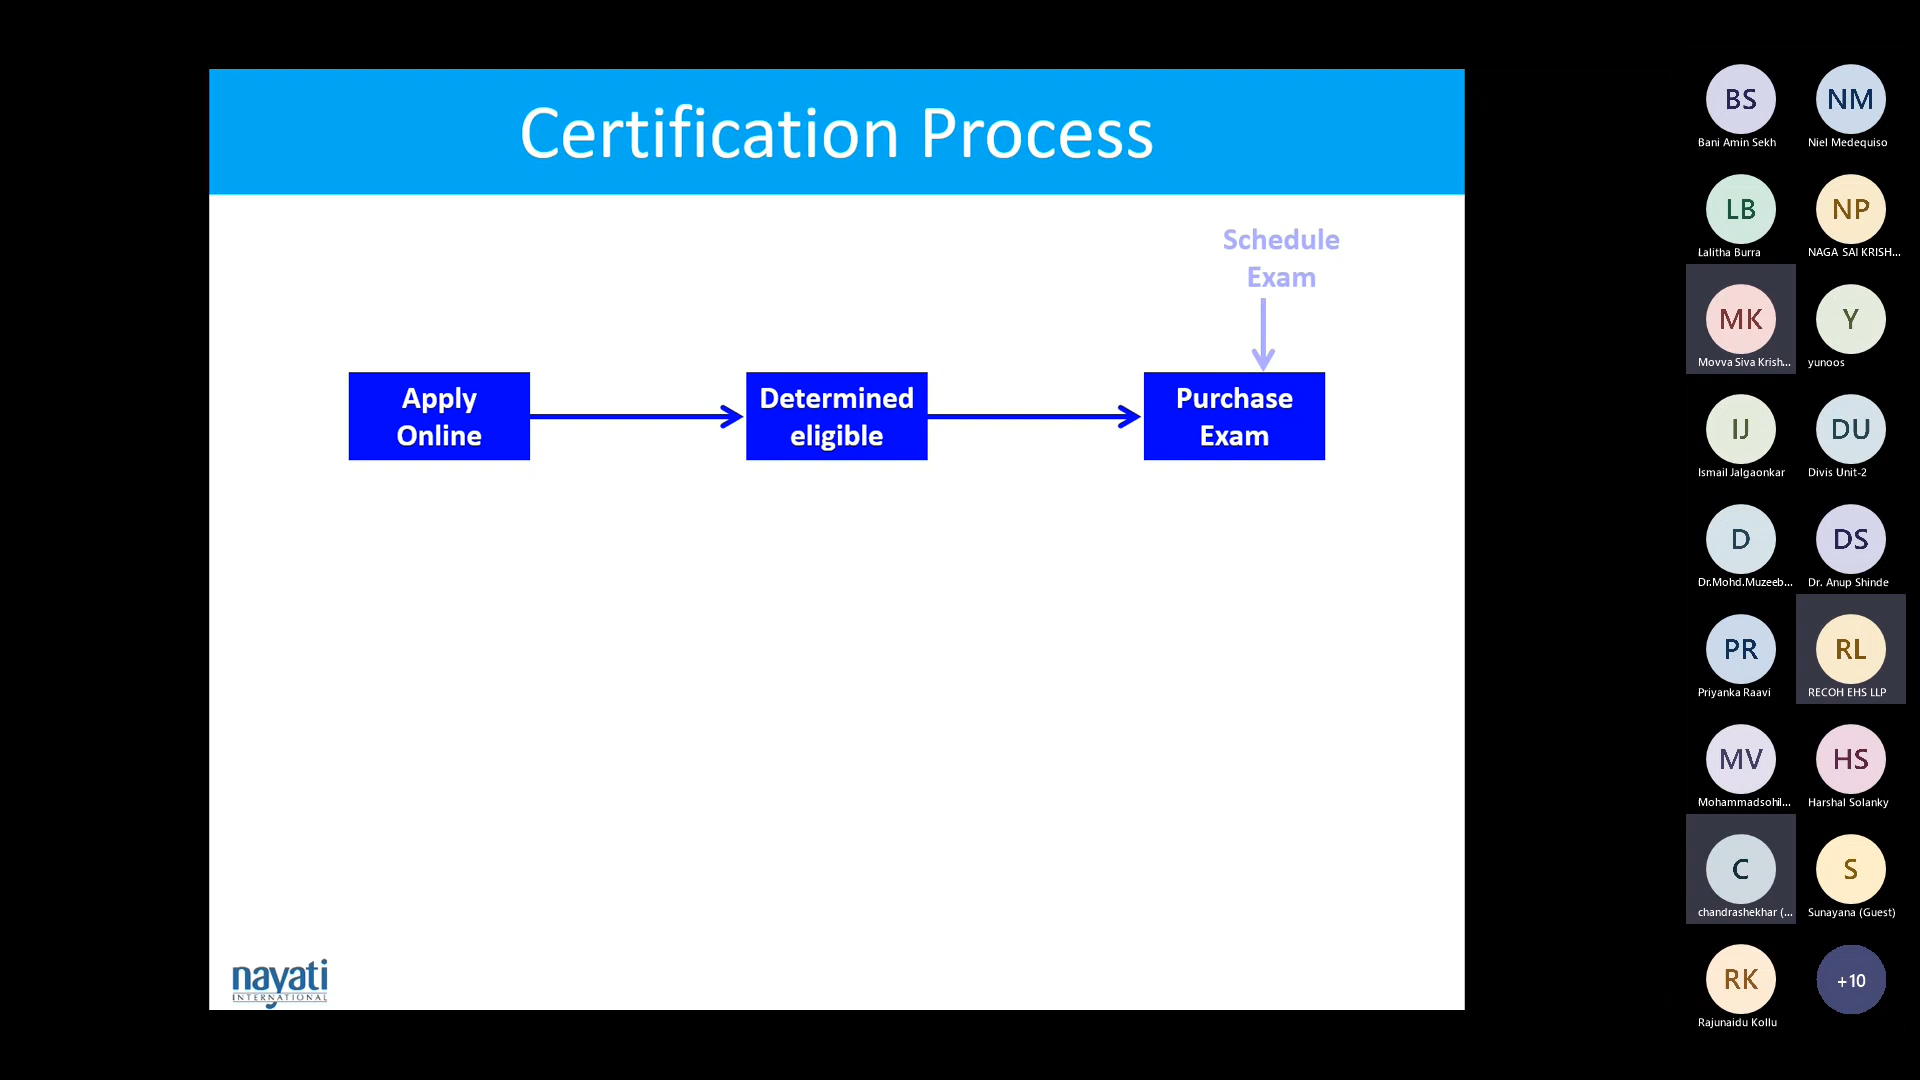 Certification Process
Schedule
Exam
Apply
Online
Determined
eligible
Purchase
Exam
nayati
INTERNATIONAL
BS
Bani Amin Sekh
NM
Niel Medequiso
LB
Lalitha Burra
NP
NAGA SAI KRISH...
MK
Movva Siva Krish...
Y
yunoos
IJ
Ismail Jalgaonkar
DU
Divis Unit-2
D
Dr.Mohd.Muzeeb...
DS
Dr. Anup Shinde
PR
Priyanka Raavi
RL
RECOH EHS LLP
MV
Mohammadsohil...
HS
Harshal Solanky
C
chandrashekhar (...
S
Sunayana (Guest)
RK
Rajunaidu Kollu
+10